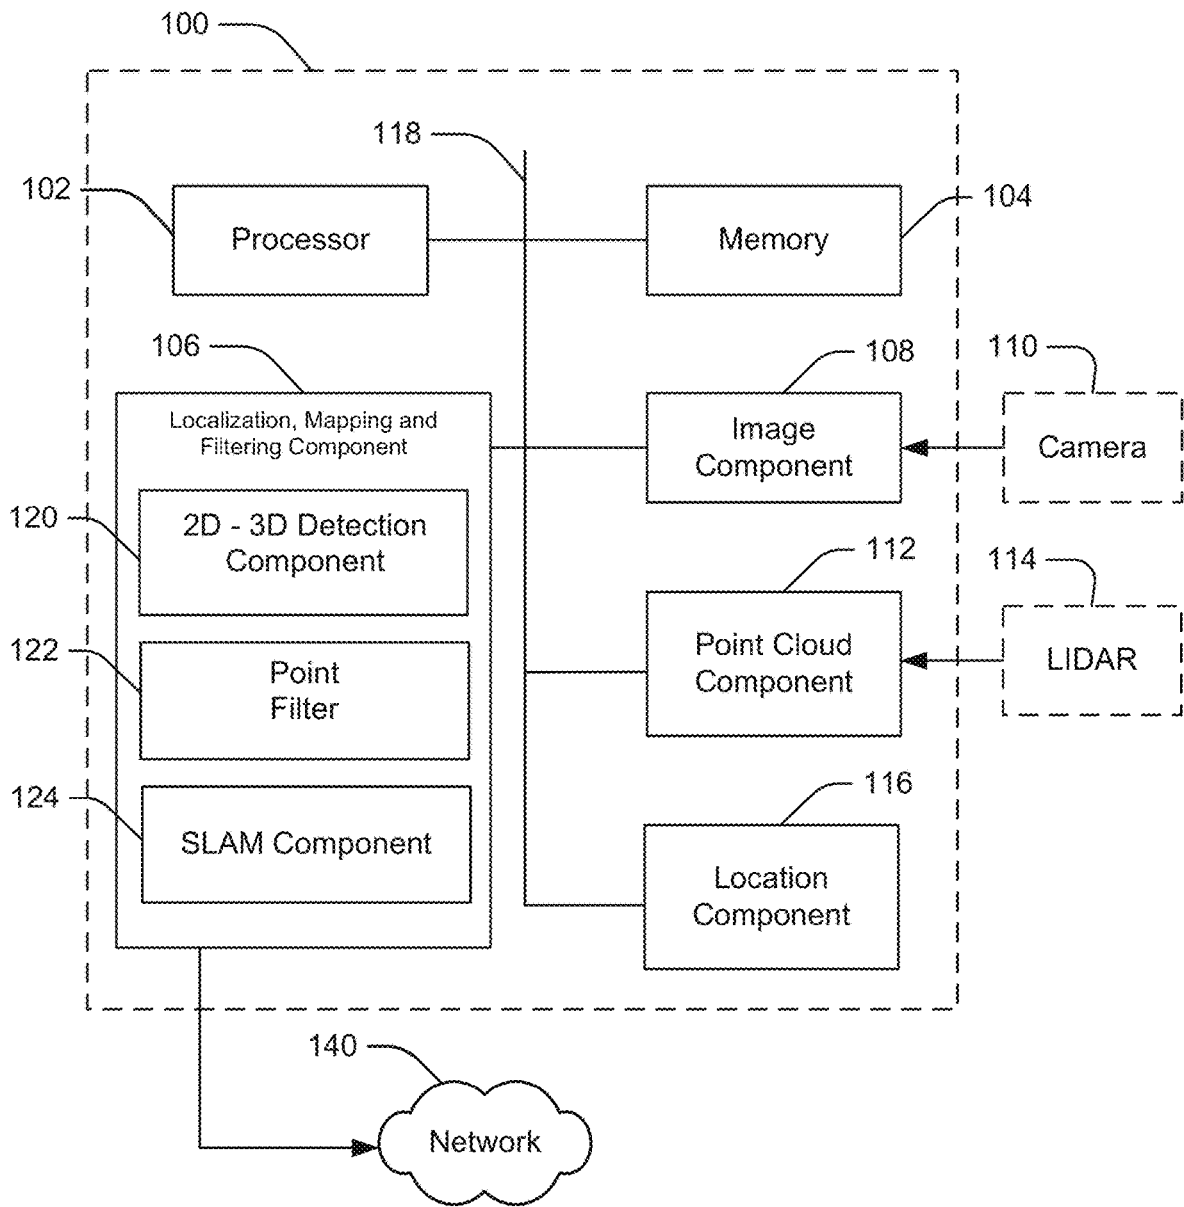 100
118
102
Processor
Memory
104
106
108
110
Localization, Mapping and
Filtering Component
Image
Component
Camera
120
2D - 3D Detection
Component
112
114
122
Point
Filter
Point Cloud
Component
LIDAR
124
SLAM Component
116
Location
Component
140
Network